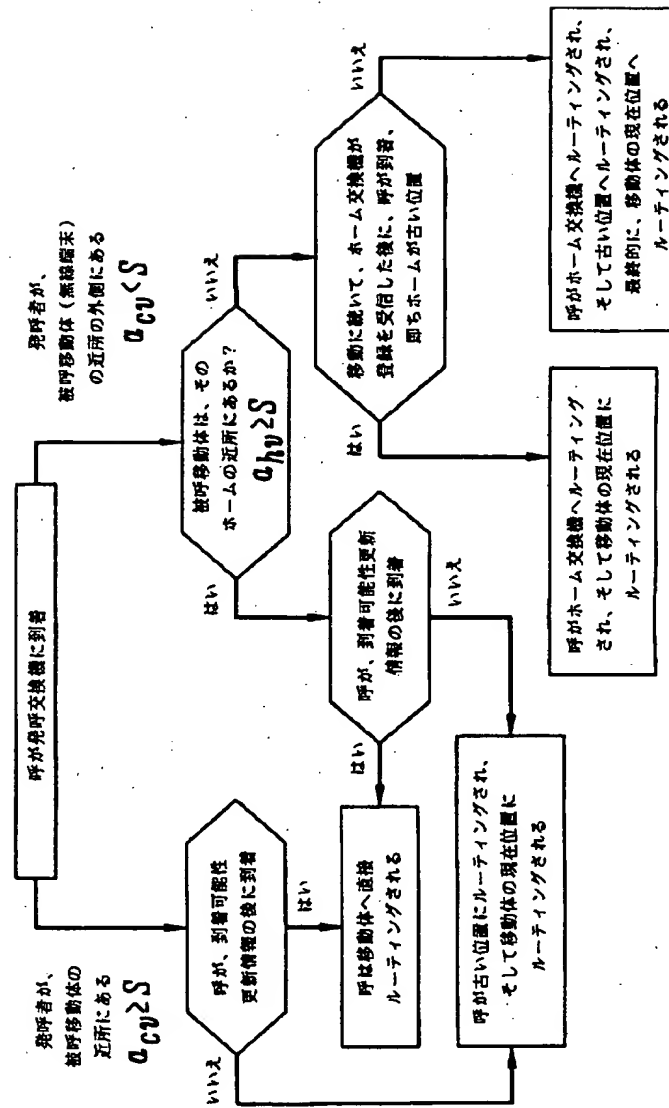 呼が発呼交換機に到着
発呼者が、
被呼移動体の
近所にある
a_cv≥S
発呼者が、
被呼移動体(無線端末)
の近所の外側にある
a_cv<S
呼が、到着可能性
更新情報の後に到着
いいえ
はい
被呼移動体は、その
ホームの近所にあるか?
a_hv≥S
はい
いいえ
呼が、到着可能性更新
情報の後に到着
はい
いいえ
移動に続いて、ホーム交換機が
登録を受信した後に、呼が到着、
即ちホームが古い位置
はい
いいえ
呼は移動体へ直接
ルーティングされる
呼が古い位置にルーティングされ、
そして移動体の現在位置に
ルーティングされる
呼がホーム交換機へルーティング
され、そして移動体の現在位置に
ルーティングされる
呼がホーム交換機へルーティングされ、
そして古い位置へルーティングされ、
最終的に、移動体の現在位置へ
ルーティングされる